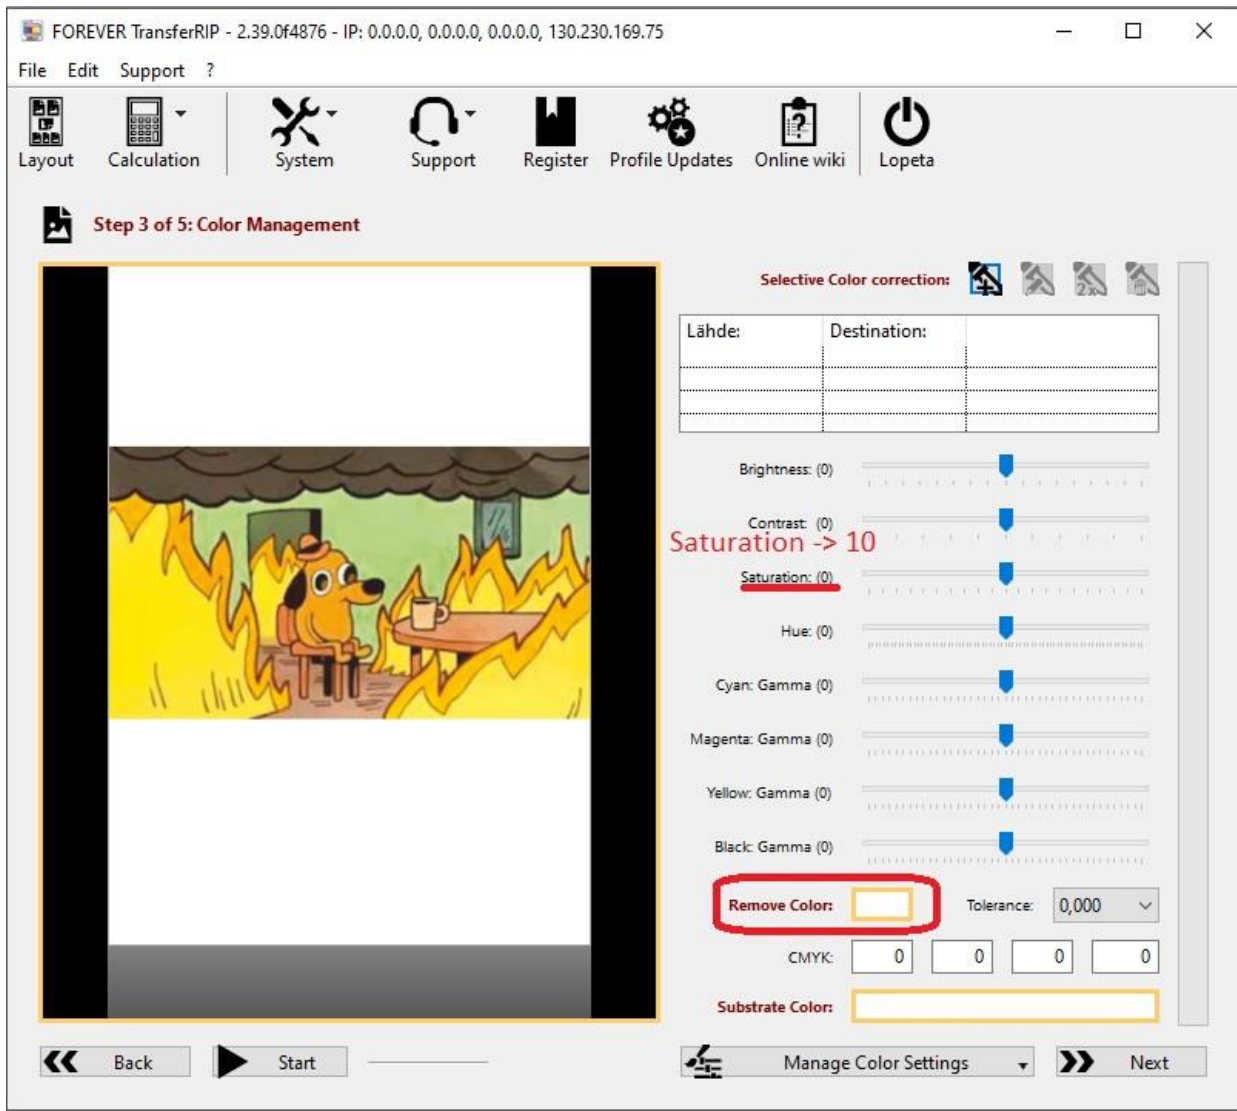 FOREVER TransferRIP - 2.39.0f4876 - IP: 0.0.0.0, 0.0.0.0, 0.0.0.0, 130.230.169.75
File Edit Support ?
Layout Calculation System Support Register Profile Updates Online wiki Lopeta
Step 3 of 5: Color Management
Selective Color correction:
2x
Lähde: Destination:
Brightness: (0)
Contrast: (0)
Saturation -> 10
Saturation: (0)
Hue: (0)
Cyan: Gamma (0)
Magenta: Gamma (0)
Yellow: Gamma (0)
Black: Gamma (0)
Remove Color: Tolerance: 0,000
CMYK: 0 0 0 0
Substrate Color:
Back Start Manage Color Settings Next